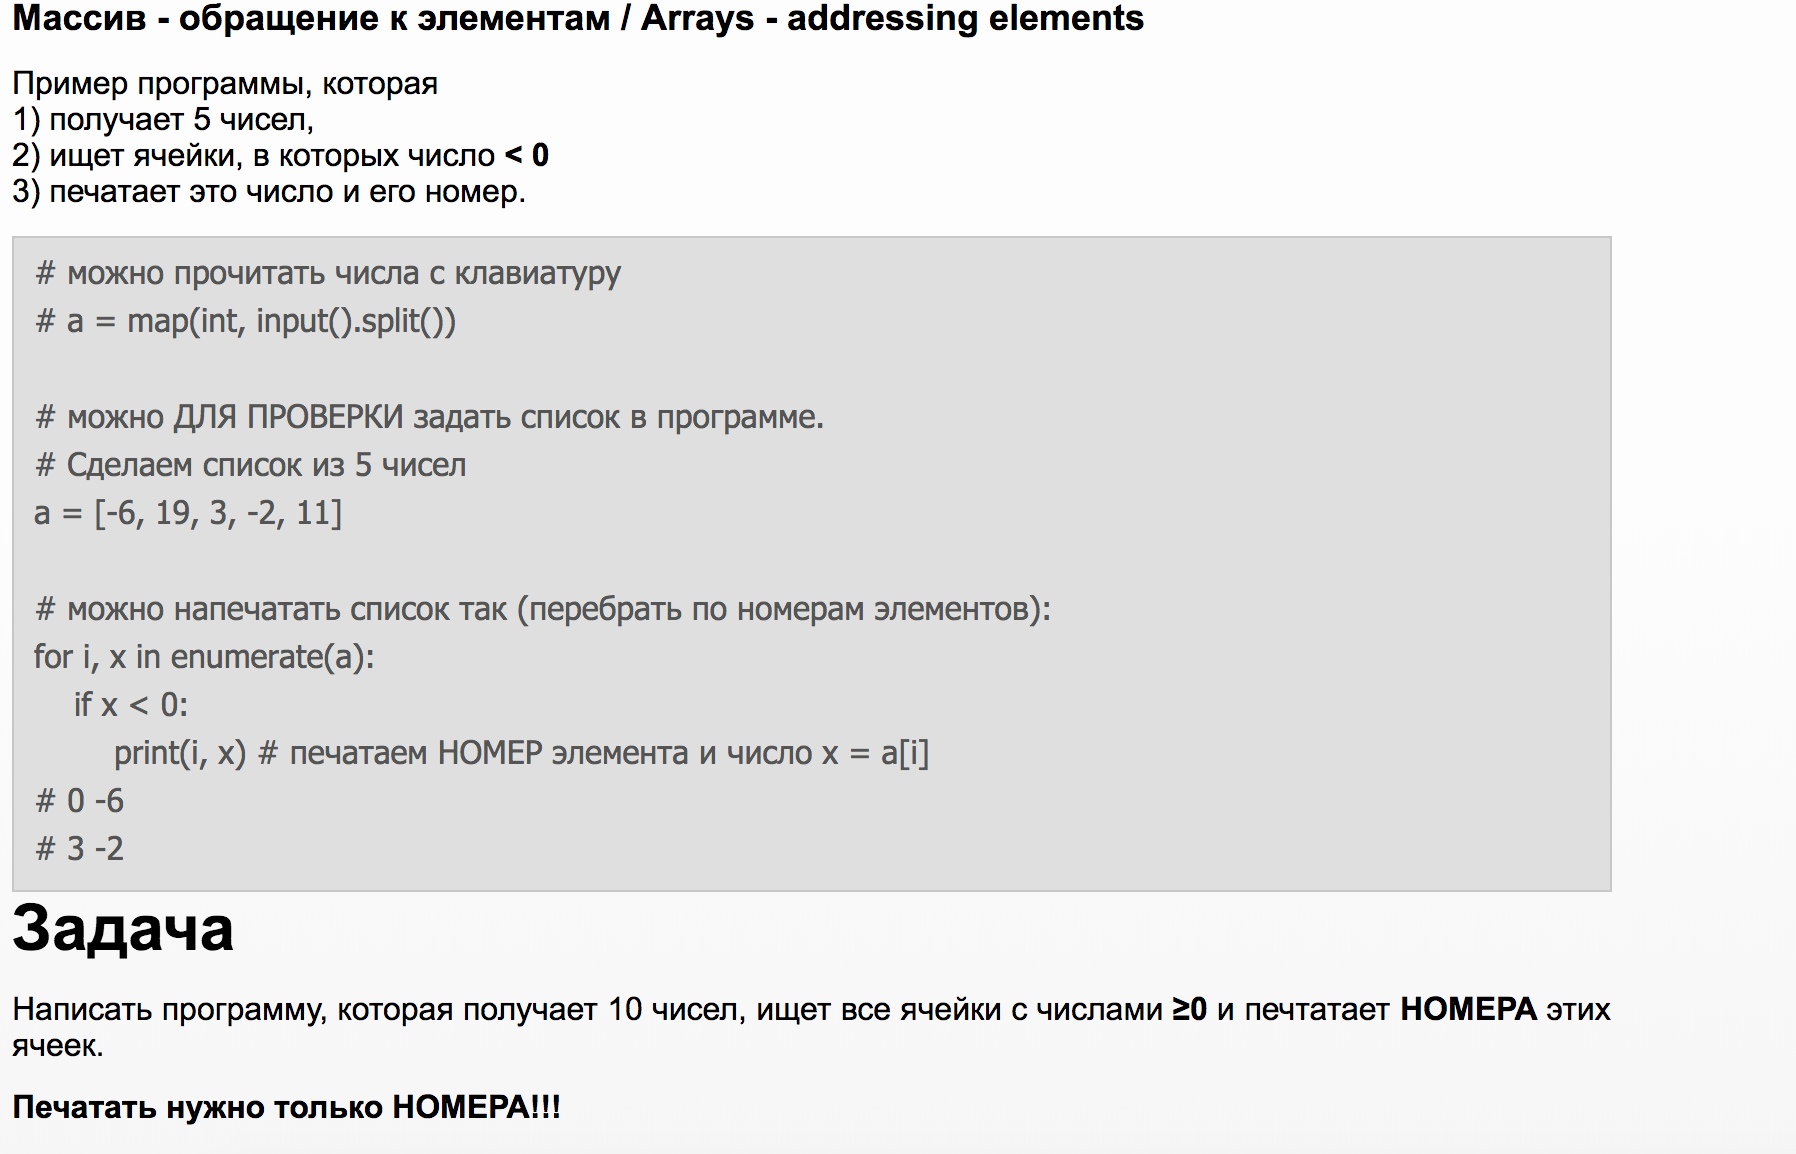 Массив - обращение к элементам / Arrays - addressing elements
Пример программы, которая
1) получает 5 чисел,
2) ищет ячейки, в которых число < 0
3) печатает это число и его номер.
# можно прочитать числа с клавиатуру
# a = map(int, input().split())
# можно ДЛЯ ПРОВЕРКИ задать список в программе.
# Сделаем список из 5 чисел
a = [-6, 19, 3, -2, 11]
# можно напечатать список так (перебрать по номерам элементов):
for i, x in enumerate(a):
if x < 0:
print(i, x) # печатаем НОМЕР элемента и число x = a[i]
# 0 -6
# 3 -2
Задача
Написать программу, которая получает 10 чисел, ищет все ячейки с числами ≥0 и печтатает НОМЕРА этих
ячеек.
Печатать нужно только НОМЕРА!!!